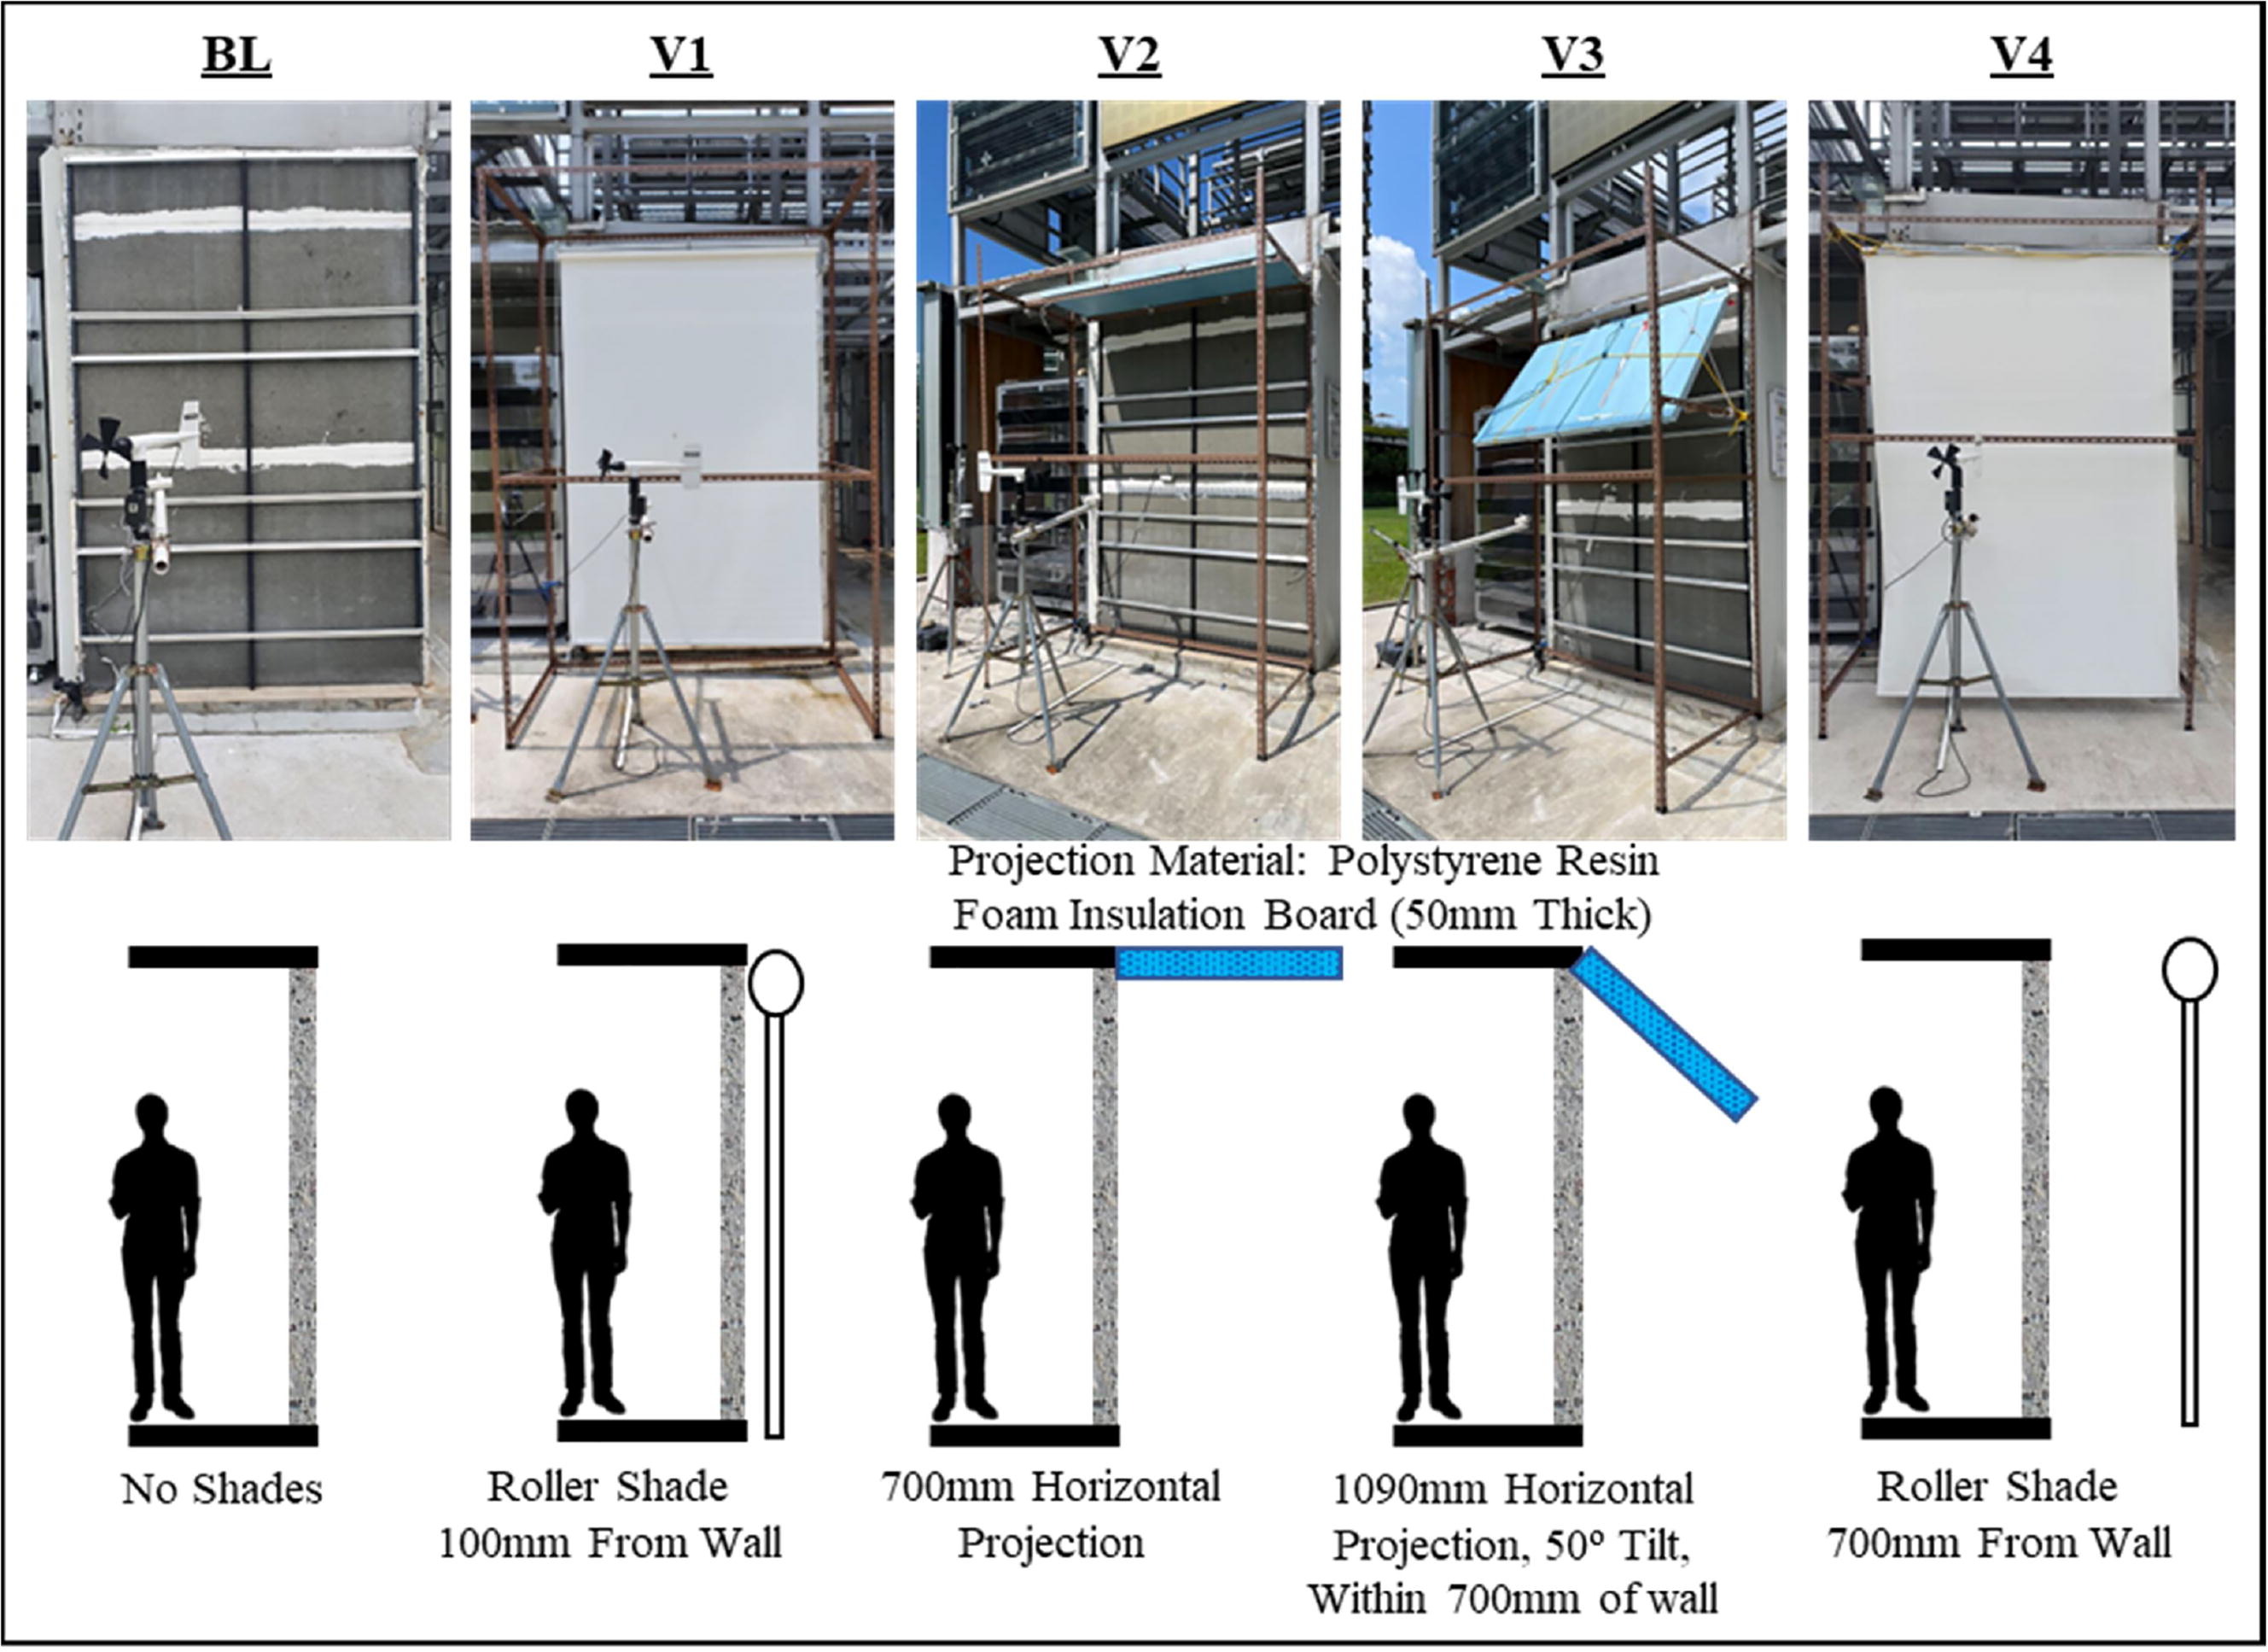 BL
V1
V2
V3
V4
Projection Material: Polystyrene Resin
Foam Insulation Board (50mm Thick)
No Shades
Roller Shade
100mm From Wall
700mm Horizontal
Projection
1090mm Horizontal
Projection, 50º Tilt,
Within 700mm of wall
Roller Shade
700mm From Wall